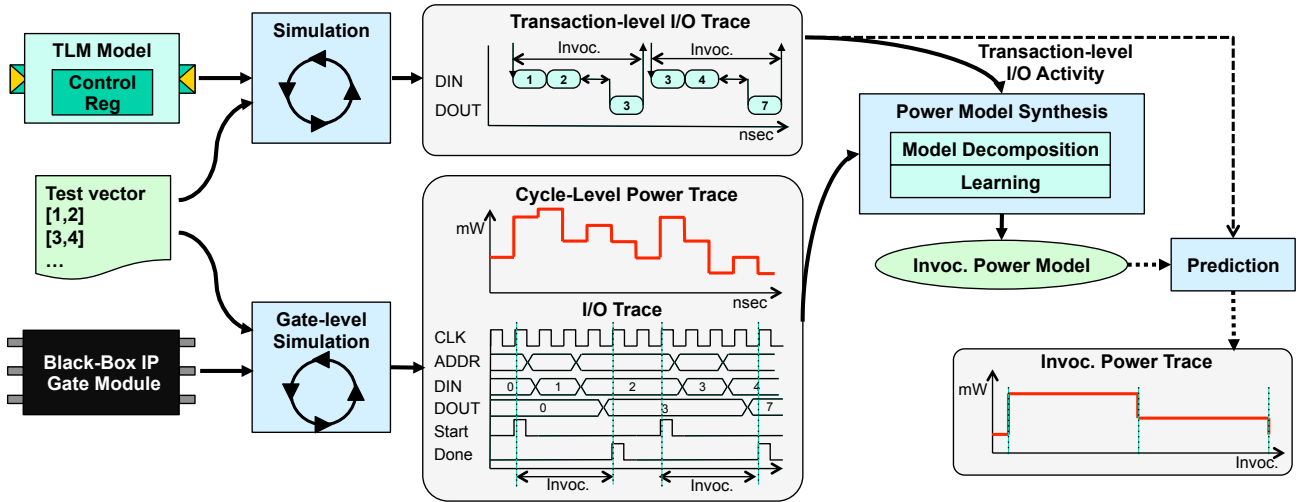 TLM Model
Control
Reg
Simulation
Transaction-level I/O Trace
Invoc.
Invoc.
DIN
1 2 3 4
DOUT
3 7
nsec
Transaction-level
I/O Activity
Power Model Synthesis
Model Decomposition
Learning
Test vector
[1,2]
[3,4]
...
Cycle-Level Power Trace
mW
nsec
Invoc. Power Model
Prediction
Black-Box IP
Gate Module
Gate-level
Simulation
I/O Trace
CLK
ADDR
DIN 0 1 2 3 4
DOUT 0 3 7
Start
Done
Invoc. Invoc.
Invoc. Power Trace
mW
Invoc.